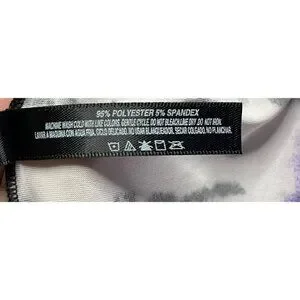 95% POLYESTER 5% SPANDEX
MACHINE WASH COLD WITH LIKE COLORS. GENTLE CYCLE. DO NOT BLEACH. LINE DRY. DO NOT IRON.
LAVAR A MAQUINA CON AGUA FRIA. CICLO DELICADO. NO USAR BLANQUEADOR. SECAR COLGADO. NO PLANCHAR.